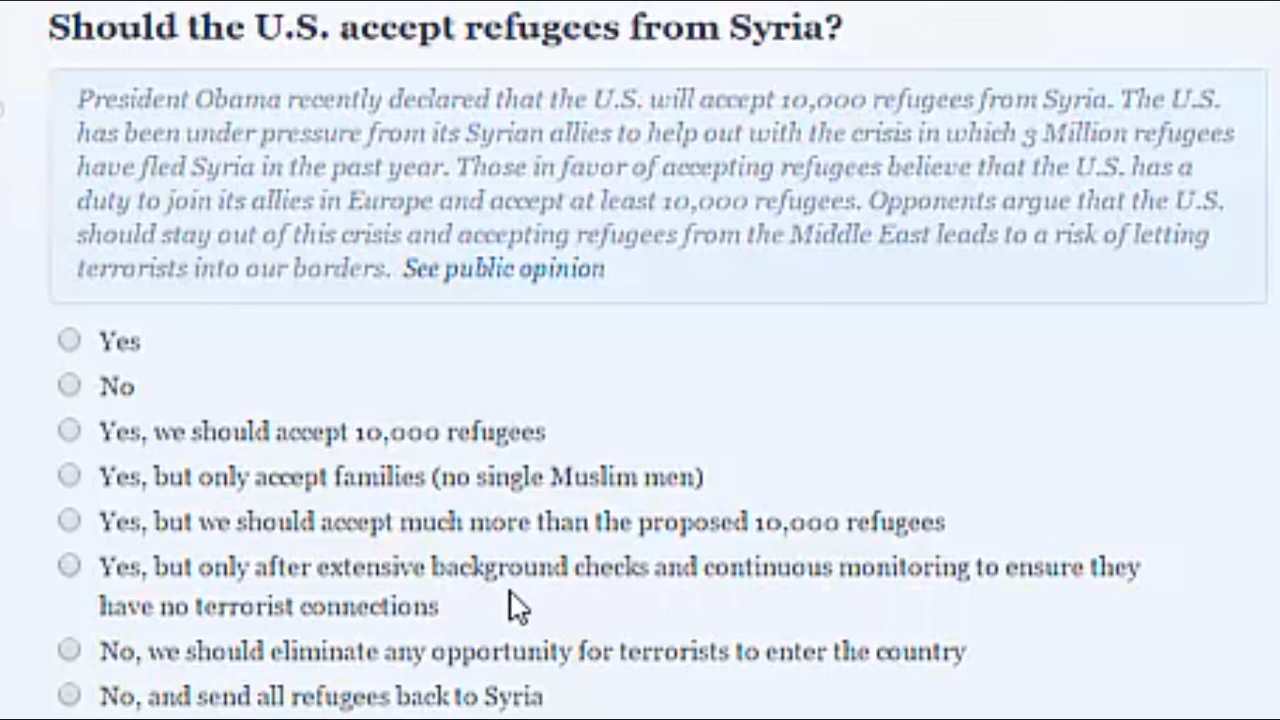 Should the U.S. accept refugees from Syria?
President Obama recently declared that the U.S. will accept 10,000 refugees from Syria. The U.S.
has been under pressure from its Syrian allies to help out with the crisis in which 3 Million refugees
have fled Syria in the past year. Those in favor of accepting refugees believe that the U.S. has a
duty to join its allies in Europe and accept at least 10,000 refugees. Opponents argue that the U.S.
should stay out of this crisis and accepting refugees from the Middle East leads to a risk of letting
terrorists into our borders. See public opinion
Yes
No
Yes, we should accept 10,000 refugees
Yes, but only accept families (no single Muslim men)
Yes, but we should accept much more than the proposed 10,000 refugees
Yes, but only after extensive background checks and continuous monitoring to ensure they
have no terrorist connections
No, we should eliminate any opportunity for terrorists to enter the country
No, and send all refugees back to Syria